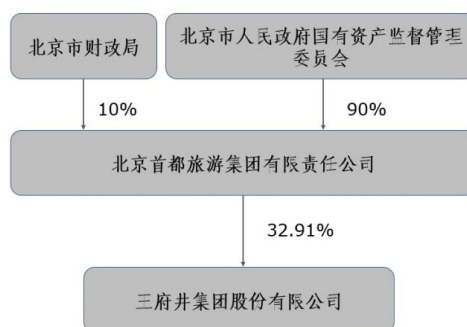 北京市财政局
北京市人民政府国有资产监督管理
委员会
10%
90%
北京首都旅游集团有限责任公司
32.91%
三府井集团股份有限公司